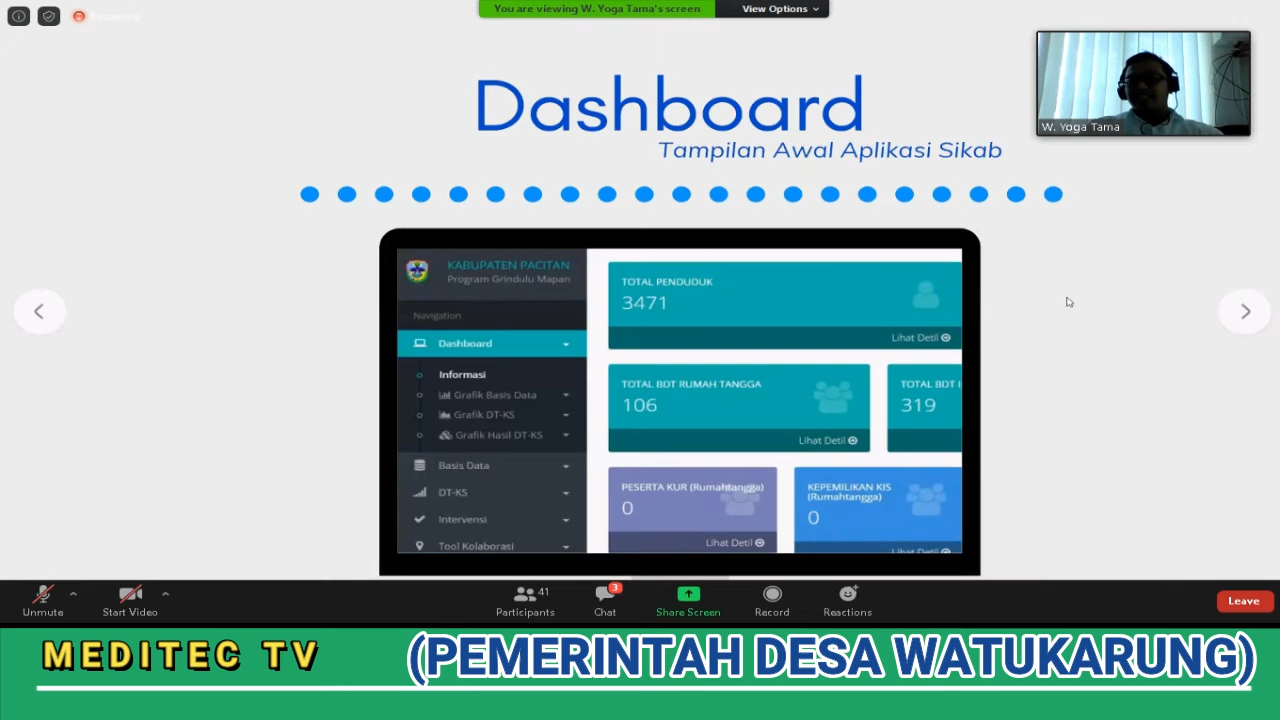 Recording
You are viewing W. Yoga Tama's screen
View Options
W. Yoga Tama
Dashboard
Tampilan Awal Aplikasi Sikab
KABUPATEN PACITAN
Program Grindulu Mapan
Navigation
Dashboard
Informasi
Grafik Basis Data
Grafik DT-KS
Grafik Hasil DT-KS
Basis Data
DT-KS
Intervensi
Tool Kolaborasi
TOTAL PENDUDUK
3471
Lihat Detil
TOTAL BDT RUMAH TANGGA
106
Lihat Detil
TOTAL BDT I
319
PESERTA KUR (Rumahtangga)
0
Lihat Detil
KEPEMILIKAN KIS
(Rumahtangga)
0
Lihat Detil
Unmute
Start Video
41
Participants
3
Chat
Share Screen
Record
Reactions
Leave
MEDITEC TV
(PEMERINTAH DESA WATUKARUNG)